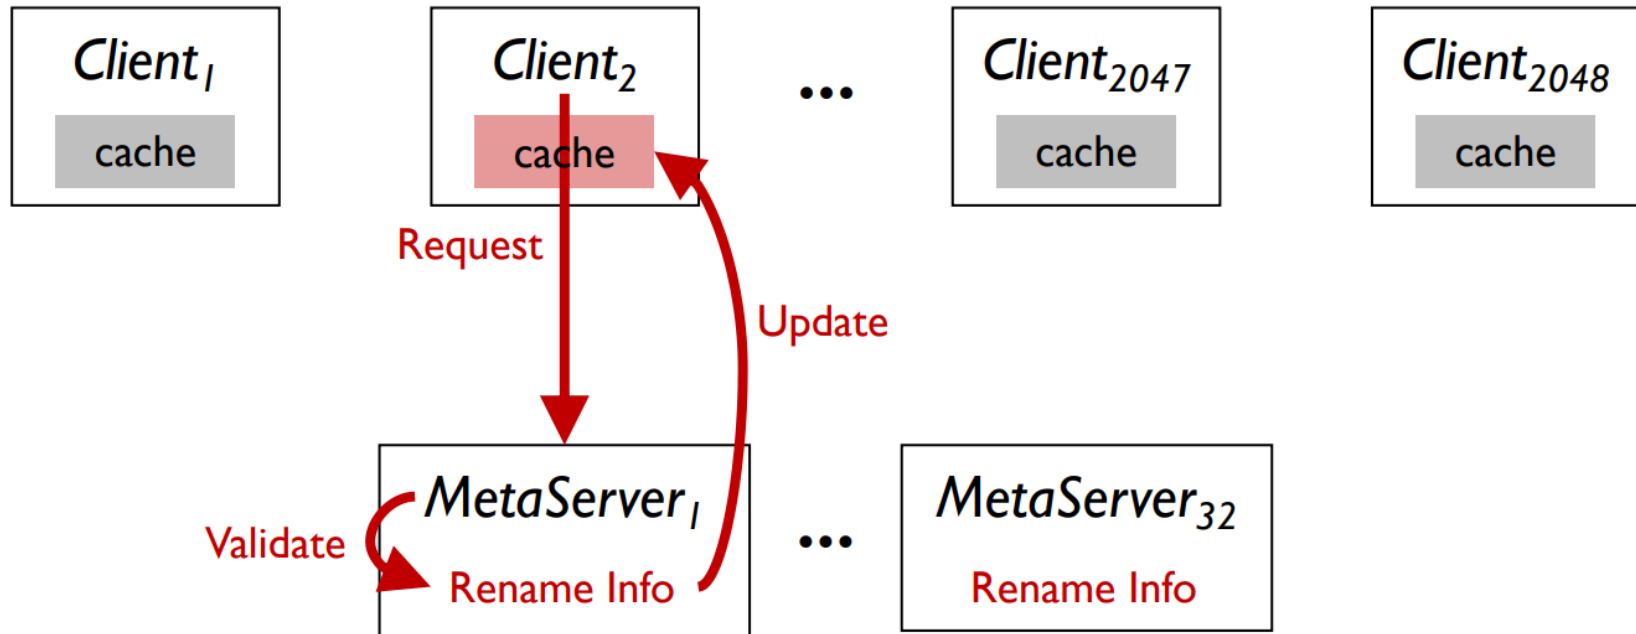 Client1 Client2 ... Client2047 Client2048
cache cache cache cache
Request
Update
MetaServer1 ... MetaServer32
Validate
Rename Info Rename Info